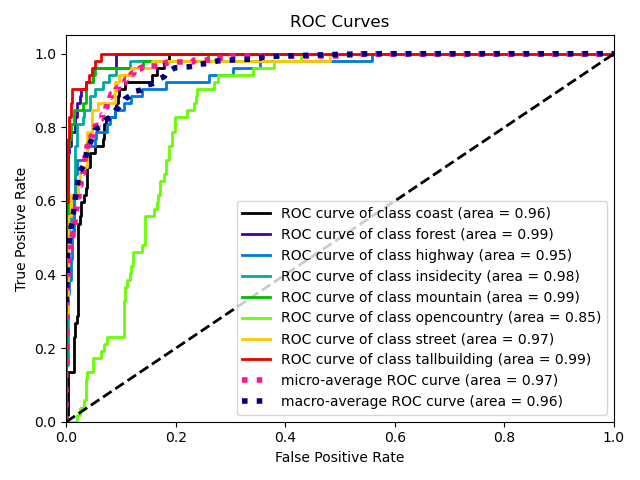 ROC Curves
True Positive Rate
1.0
0.8
0.6
0.4
0.2
0.0
ROC curve of class coast (area = 0.96)
ROC curve of class forest (area = 0.99)
ROC curve of class highway (area = 0.95)
ROC curve of class insidecity (area = 0.98)
ROC curve of class mountain (area = 0.99)
ROC curve of class opencountry (area = 0.85)
ROC curve of class street (area = 0.97)
ROC curve of class tallbuilding (area = 0.99)
micro-average ROC curve (area = 0.97)
macro-average ROC curve (area = 0.96)
0.0 0.2 0.4 0.6 0.8 1.0
False Positive Rate